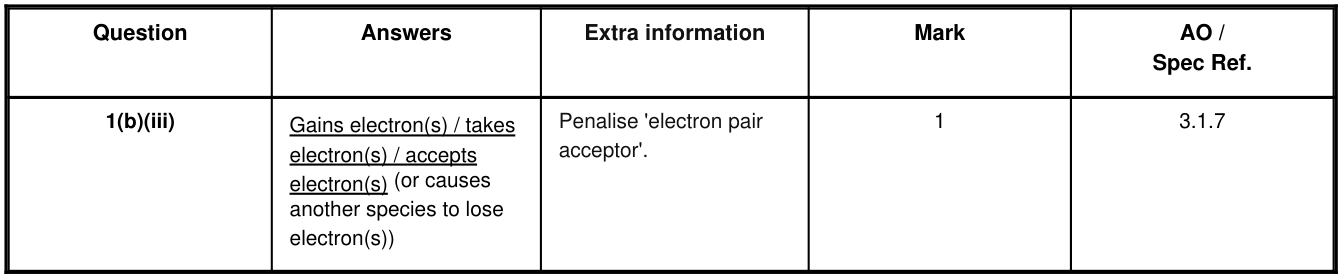 Question
Answers
Extra information
Mark
AO /
Spec Ref.
1(b)(iii)
Gains electron(s) / takes
electron(s) / accepts
electron(s) (or causes
another species to lose
electron(s))
Penalise 'electron pair
acceptor'.
1
3.1.7